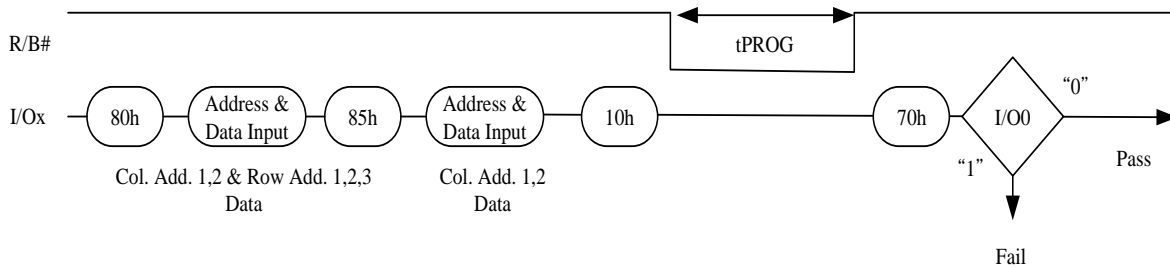 R/B#
tPROG
I/Ox
80h
Address &
Data Input
85h
Address &
Data Input
10h
70h
I/O0
“0”
“1”
Pass
Col. Add. 1,2 & Row Add. 1,2,3
Data
Col. Add. 1,2
Data
Fail